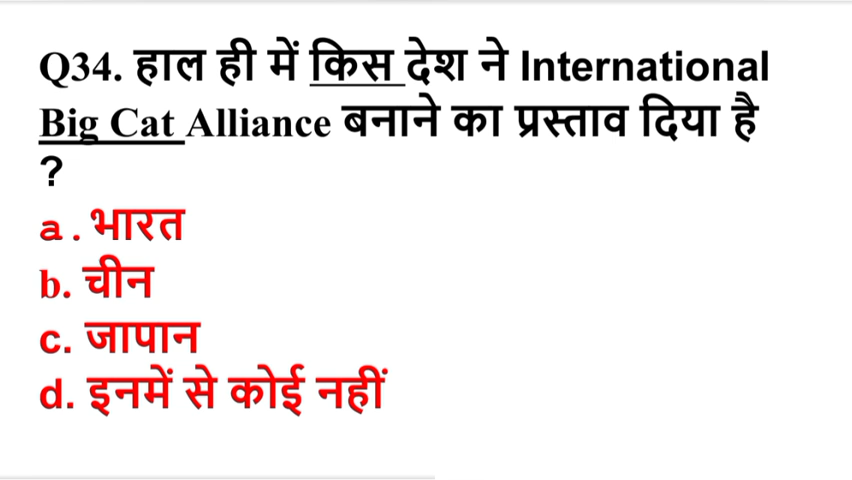 Q34. हाल ही में किस देश ने International
Big Cat Alliance बनाने का प्रस्ताव दिया है
?
a. भारत
b. चीन
c. जापान
d. इनमें से कोई नहीं